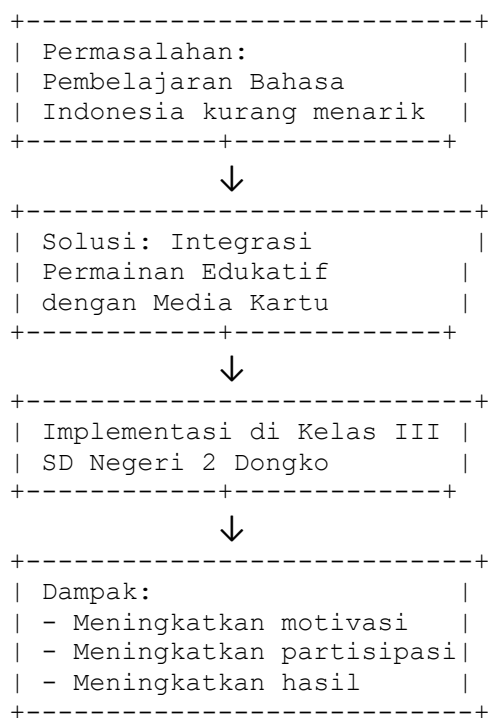 +----------------------------+
| Permasalahan:              |
| Pembelajaran Bahasa        |
| Indonesia kurang menarik   |
+------------+-------------+
↓
+----------------------------+
| Solusi: Integrasi            |
| Permainan Edukatif         |
| dengan Media Kartu         |
+------------+-------------+
↓
+----------------------------+
| Implementasi di Kelas III |
| SD Negeri 2 Dongko         |
+------------+-------------+
↓
+----------------------------+
| Dampak:                    |
| - Meningkatkan motivasi    |
| - Meningkatkan partisipasi|
| - Meningkatkan hasil       |
+----------------------------+